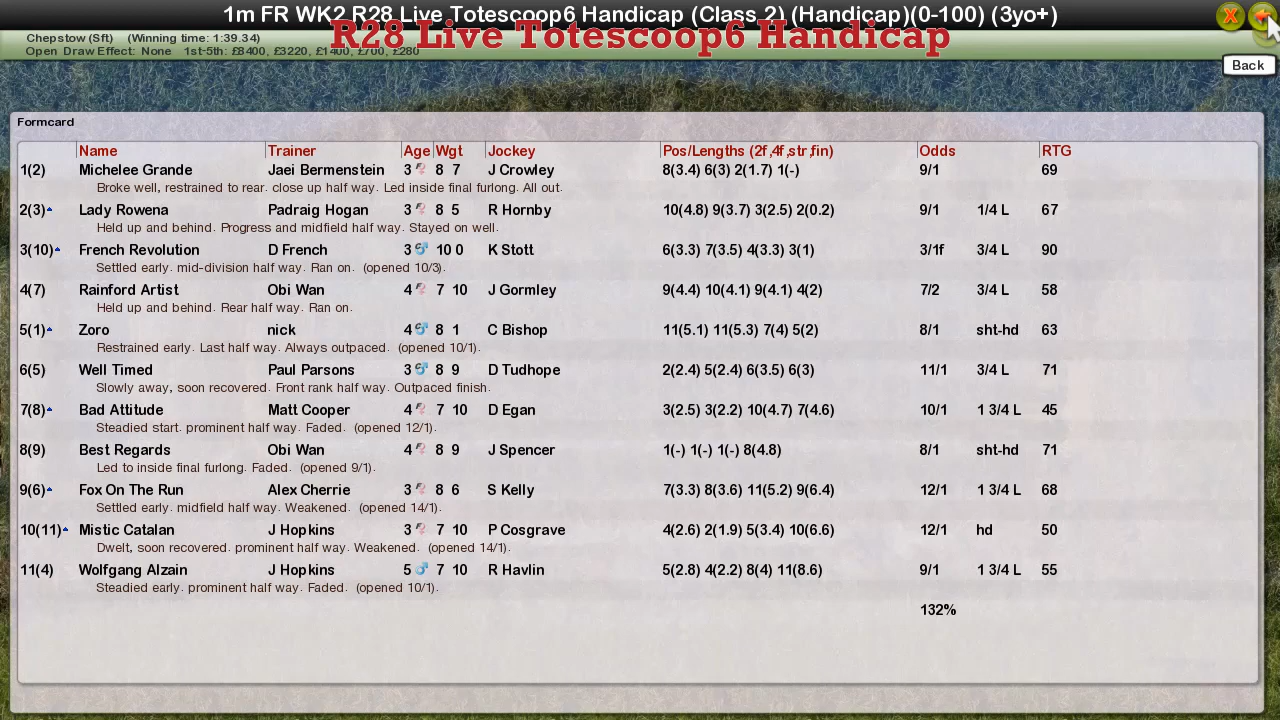 1m FR WK2 R28 Live Totescoop6 Handicap (Class 2) (Handicap)(0-100) (3yo+)
R28 Live Totescoop6 Handicap
Chepstow (Sft) (Winning time: 1:39.34)
Open Draw Effect: None 1st-5th: £8400, £3220, £1400, £700, £280
X
Back
Formcard
Name Trainer Age Wgt Jockey Pos/Lengths (2f,4f,str,fin) Odds RTG
1(2) Michelee Grande Jaei Bermenstein 3 8 7 J Crowley 8(3.4) 6(3) 2(1.7) 1(-) 9/1 69
Broke well, restrained to rear. close up half way. Led inside final furlong. All out.
2(3) Lady Rowena Padraig Hogan 3 8 5 R Hornby 10(4.8) 9(3.7) 3(2.5) 2(0.2) 9/1 1/4 L 67
Held up and behind. Progress and midfield half way. Stayed on well.
3(10) French Revolution D French 3 10 0 K Stott 6(3.3) 7(3.5) 4(3.3) 3(1) 3/1f 3/4 L 90
Settled early. mid-division half way. Ran on. (opened 10/3).
4(7) Rainford Artist Obi Wan 4 7 10 J Gormley 9(4.4) 10(4.1) 9(4.1) 4(2) 7/2 3/4 L 58
Held up and behind. Rear half way. Ran on.
5(1) Zoro nick 4 8 1 C Bishop 11(5.1) 11(5.3) 7(4) 5(2) 8/1 sht-hd 63
Restrained early. Last half way. Always outpaced. (opened 10/1).
6(5) Well Timed Paul Parsons 3 8 9 D Tudhope 2(2.4) 5(2.4) 6(3.5) 6(3) 11/1 3/4 L 71
Slowly away, soon recovered. Front rank half way. Outpaced finish.
7(8) Bad Attitude Matt Cooper 4 7 10 D Egan 3(2.5) 3(2.2) 10(4.7) 7(4.6) 10/1 1 3/4 L 45
Steadied start. prominent half way. Faded. (opened 12/1).
8(9) Best Regards Obi Wan 4 8 9 J Spencer 1(-) 1(-) 1(-) 8(4.8) 8/1 sht-hd 71
Led to inside final furlong. Faded. (opened 9/1).
9(6) Fox On The Run Alex Cherrie 3 8 6 S Kelly 7(3.3) 8(3.6) 11(5.2) 9(6.4) 12/1 1 3/4 L 68
Settled early. midfield half way. Weakened. (opened 14/1).
10(11) Mistic Catalan J Hopkins 3 7 10 P Cosgrave 4(2.6) 2(1.9) 5(3.4) 10(6.6) 12/1 hd 50
Dwelt, soon recovered. prominent half way. Weakened. (opened 14/1).
11(4) Wolfgang Alzain J Hopkins 5 7 10 R Havlin 5(2.8) 4(2.2) 8(4) 11(8.6) 9/1 1 3/4 L 55
Steadied early. prominent half way. Faded. (opened 10/1).
132%